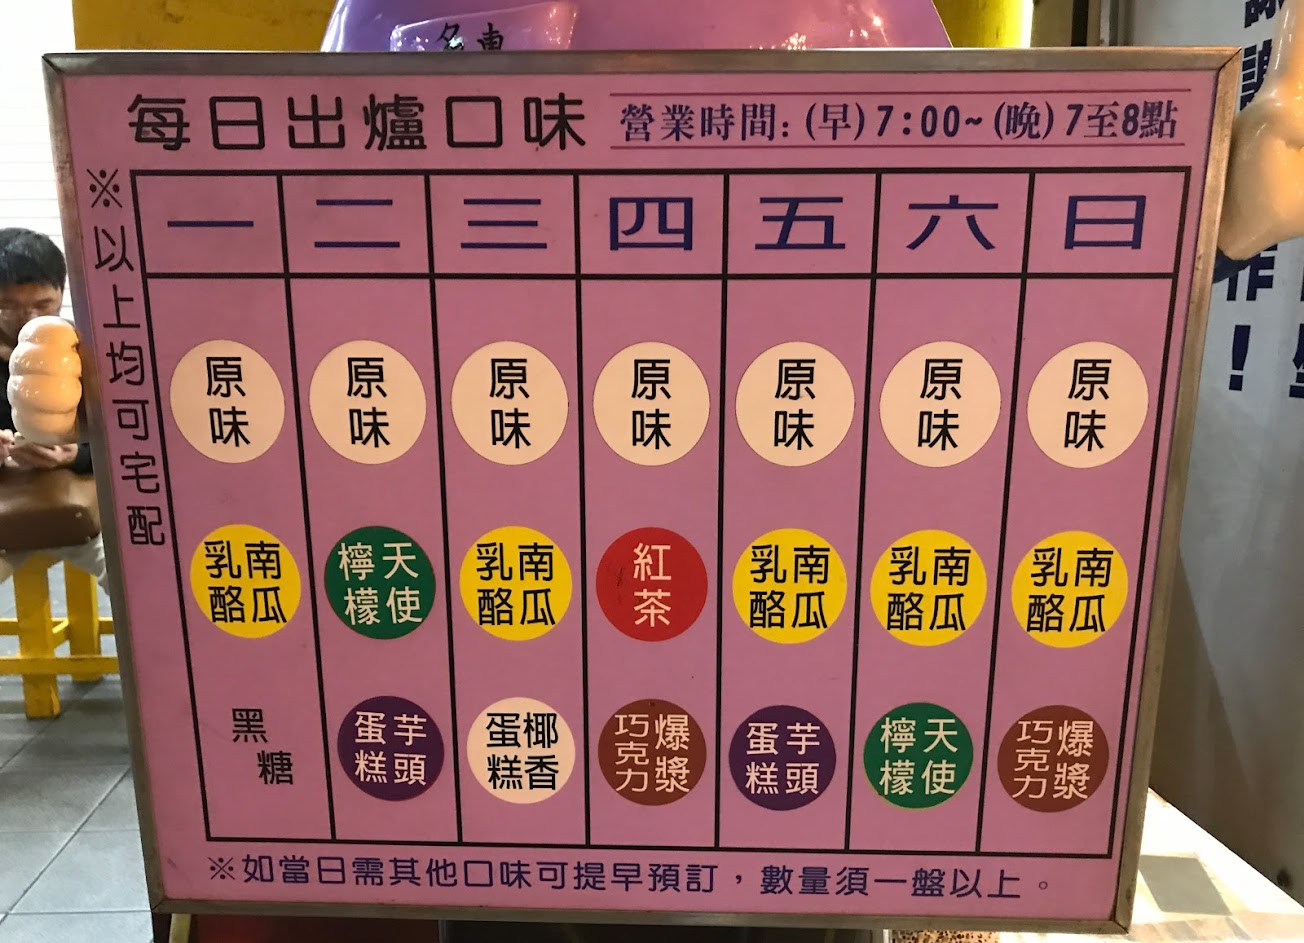 每日出爐口味
營業時間：(早)7:00~(晚)7至8點
※以上均可宅配
一 二 三 四 五 六 日
原味 原味 原味 原味 原味 原味 原味
南瓜乳酪 天使檸檬 南瓜乳酪 紅茶 南瓜乳酪 南瓜乳酪 南瓜乳酪
黑糖 芋頭蛋糕 椰香蛋糕 爆漿巧克力 芋頭蛋糕 天使檸檬 爆漿巧克力
※如當日需其他口味可提早預訂，數量須一盤以上。
作！